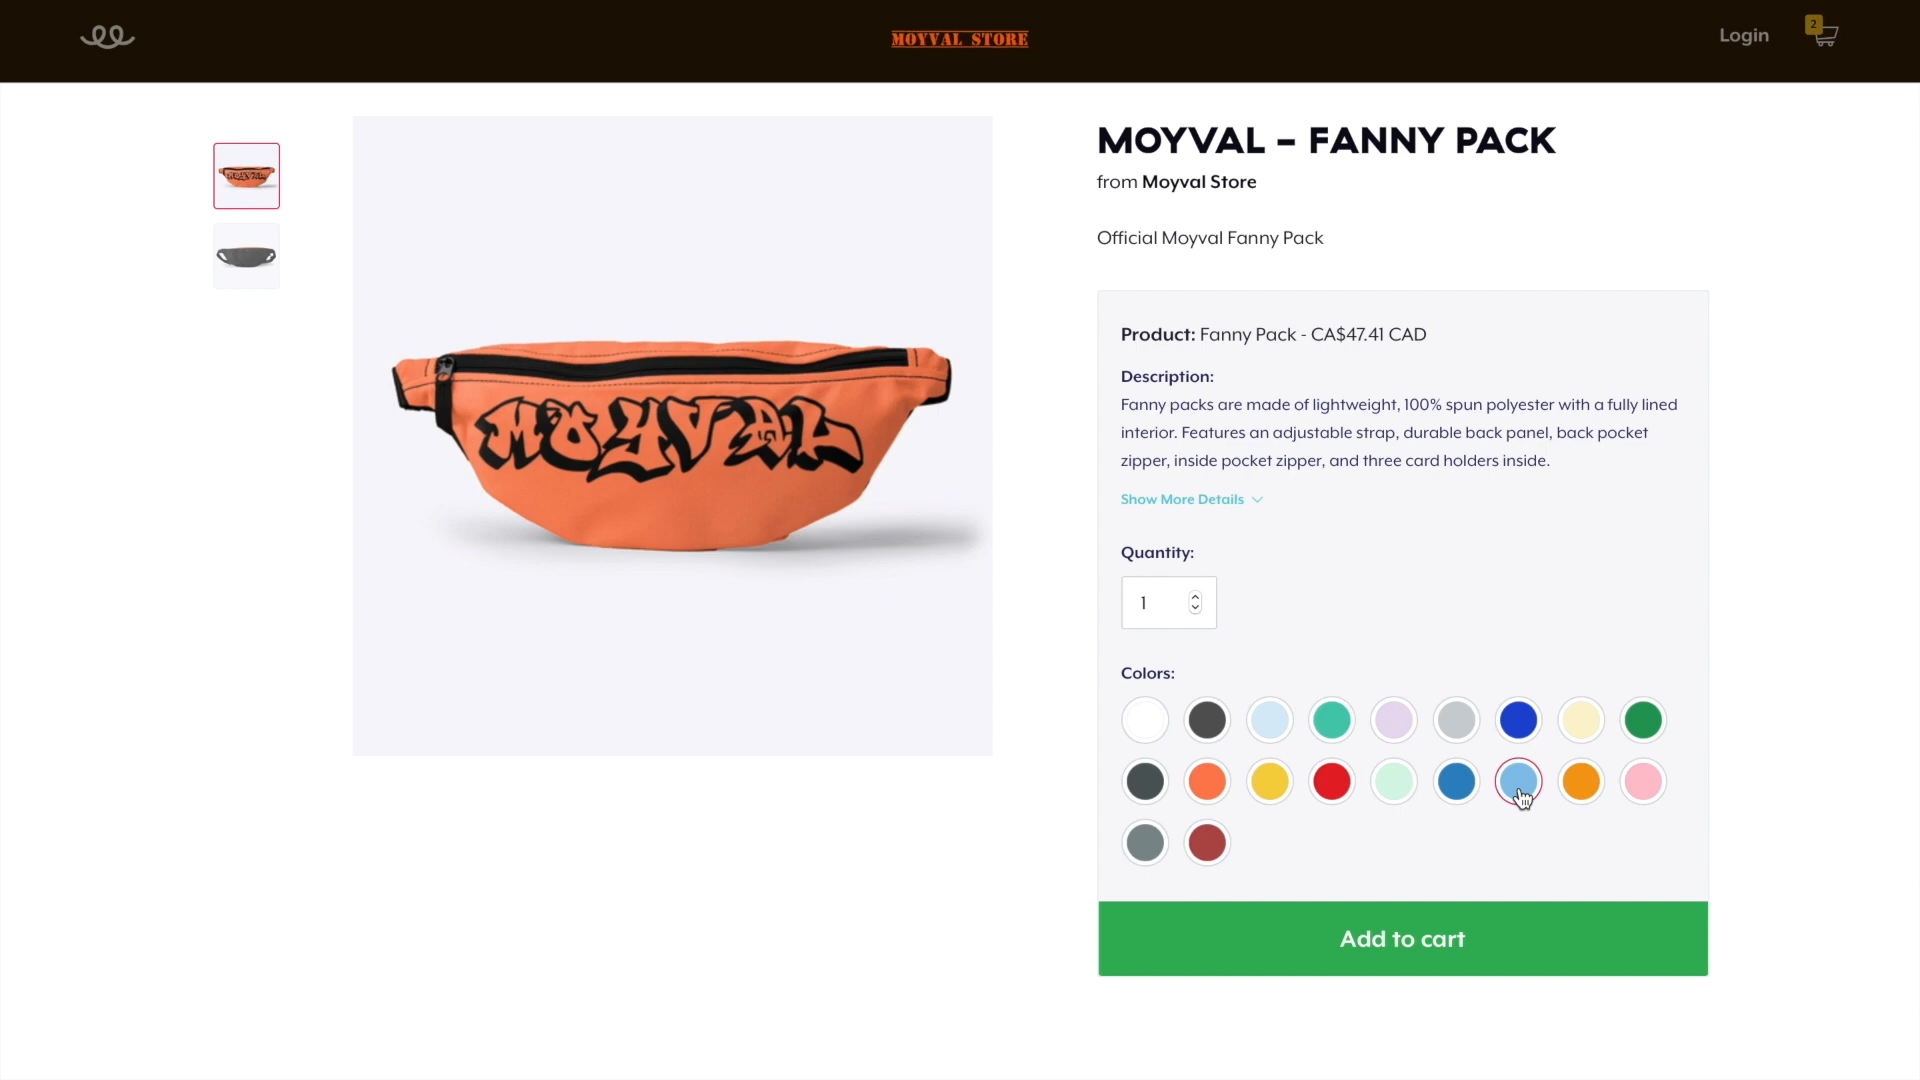 MOYVAL STORE
Login
2
MOYVAL
MOYVAL
MOYVAL - FANNY PACK
from Moyval Store
Official Moyval Fanny Pack
Product: Fanny Pack - CA$47.41 CAD
Description:
Fanny packs are made of lightweight, 100% spun polyester with a fully lined
interior. Features an adjustable strap, durable back panel, back pocket
zipper, inside pocket zipper, and three card holders inside.
Show More Details
Quantity:
1
Colors:
Add to cart